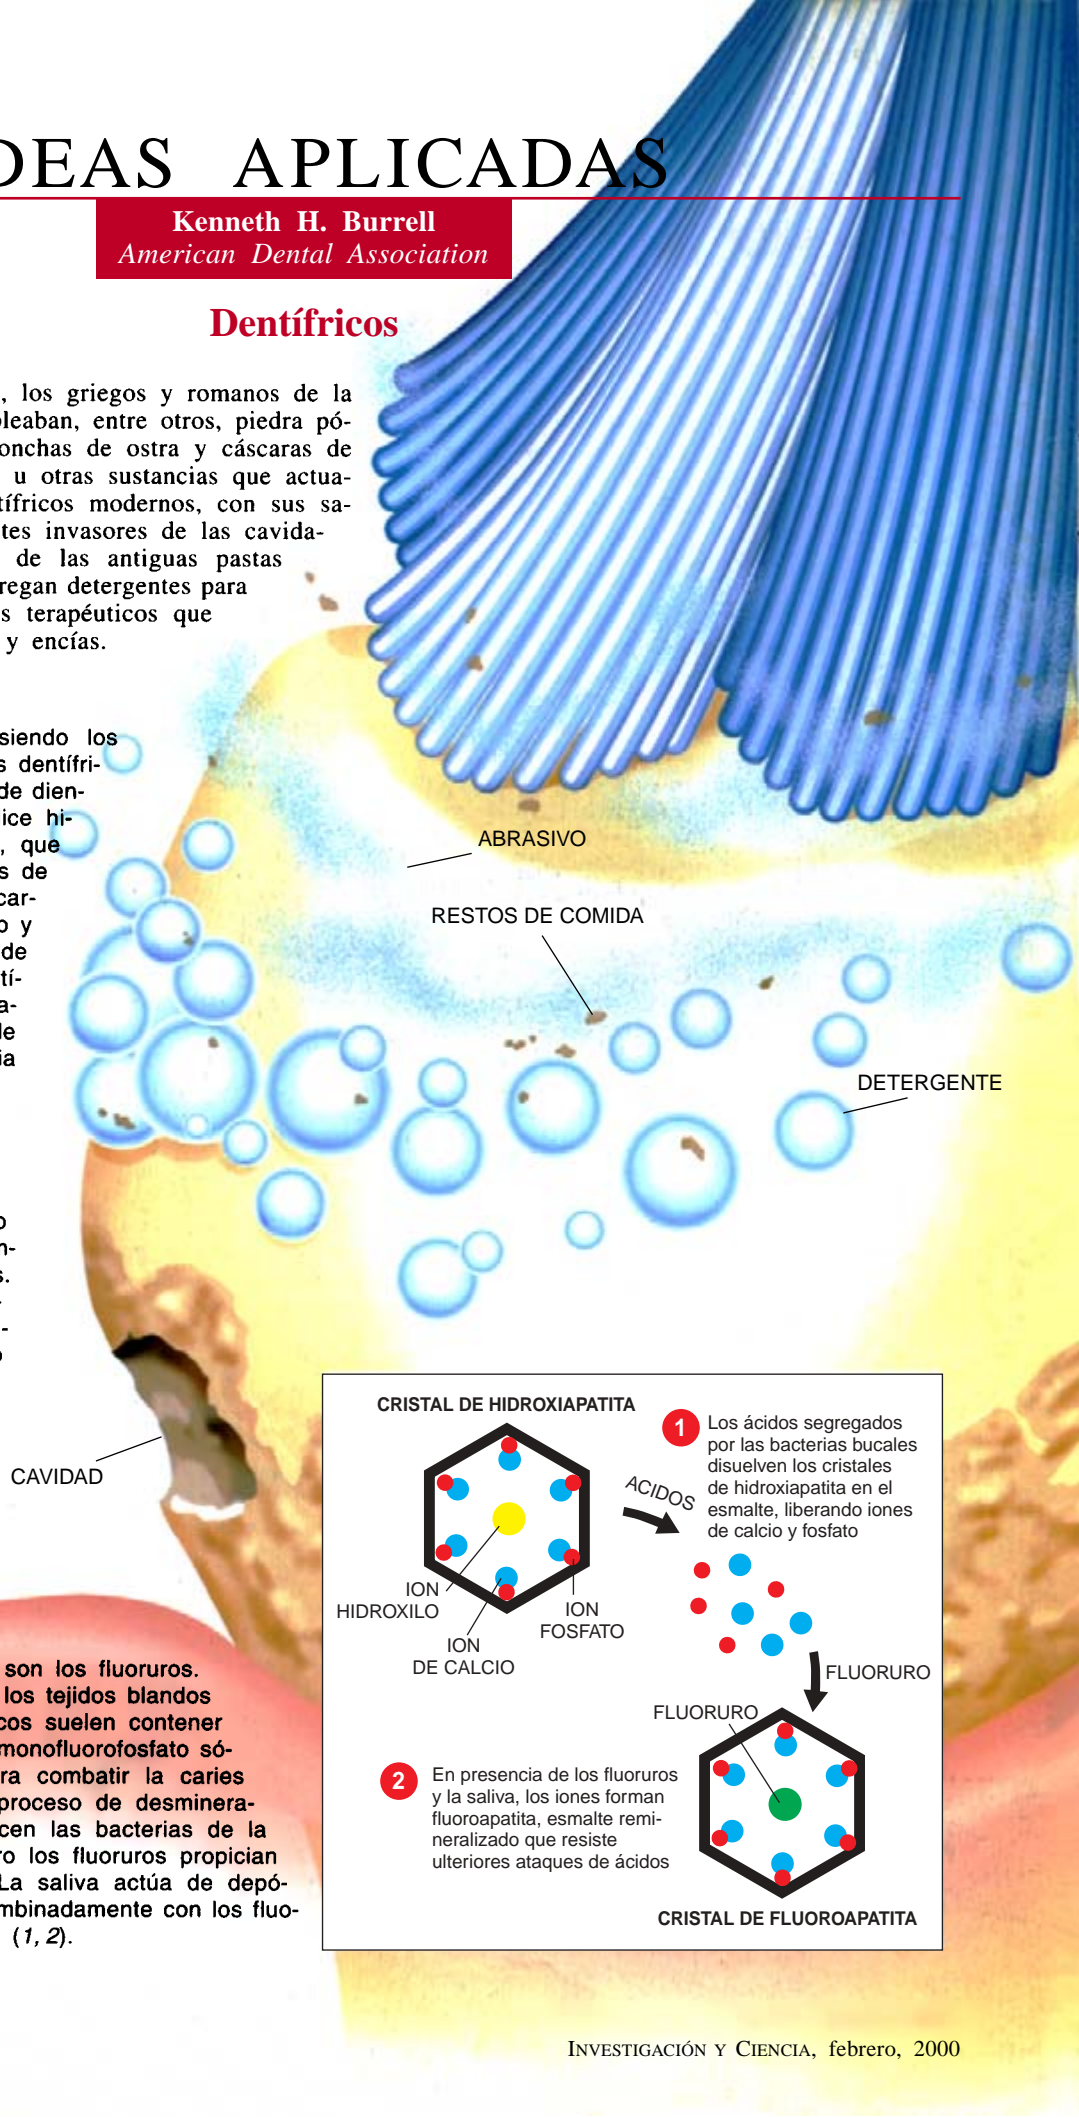 DEAS APLICADAS
Kenneth H. Burrell
American Dental Association
Dentífricos
, los griegos y romanos de la
pleaban, entre otros, piedra pó-
onchas de ostra y cáscaras de
u otras sustancias que actua-
tífricos modernos, con sus sa-
tes invasores de las cavida-
de las antiguas pastas
regan detergentes para
s terapéuticos que
y encías.
siendo los
s dentífri-
de dien-
ice hi-
, que
s de
car-
o y
de
tí-
a-
le
ia
o
n-
s.
-
o
ABRASIVO
RESTOS DE COMIDA
DETERGENTE
CAVIDAD
son los fluoruros.
los tejidos blandos
cos suelen contener
monofluorofosfato só-
ra combatir la caries
proceso de desminera-
cen las bacterias de la
ro los fluoruros propician
La saliva actúa de depó-
mbinadamente con los fluo-
(1, 2).
CRISTAL DE HIDROXIAPATITA
ION
HIDROXILO
ION
DE CALCIO
ION
FOSFATO
ACIDOS
1 Los ácidos segregados
por las bacterias bucales
disuelven los cristales
de hidroxiapatita en el
esmalte, liberando iones
de calcio y fosfato
FLUORURO
FLUORURO
2 En presencia de los fluoruros
y la saliva, los iones forman
fluoroapatita, esmalte remi-
neralizado que resiste
ulteriores ataques de ácidos
CRISTAL DE FLUOROAPATITA
INVESTIGACIÓN Y CIENCIA, febrero, 2000